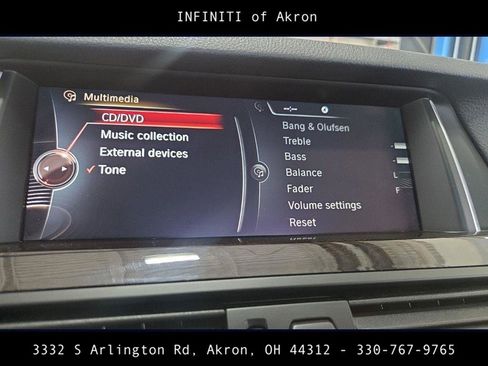 INFINITI of Akron
Multimedia
CD/DVD
Music collection
External devices
Tone
--:--
Bang & Olufsen
Treble
Bass
Balance
L
Fader
F
Volume settings
Reset
3332 S Arlington Rd, Akron, OH 44312 - 330-767-9765